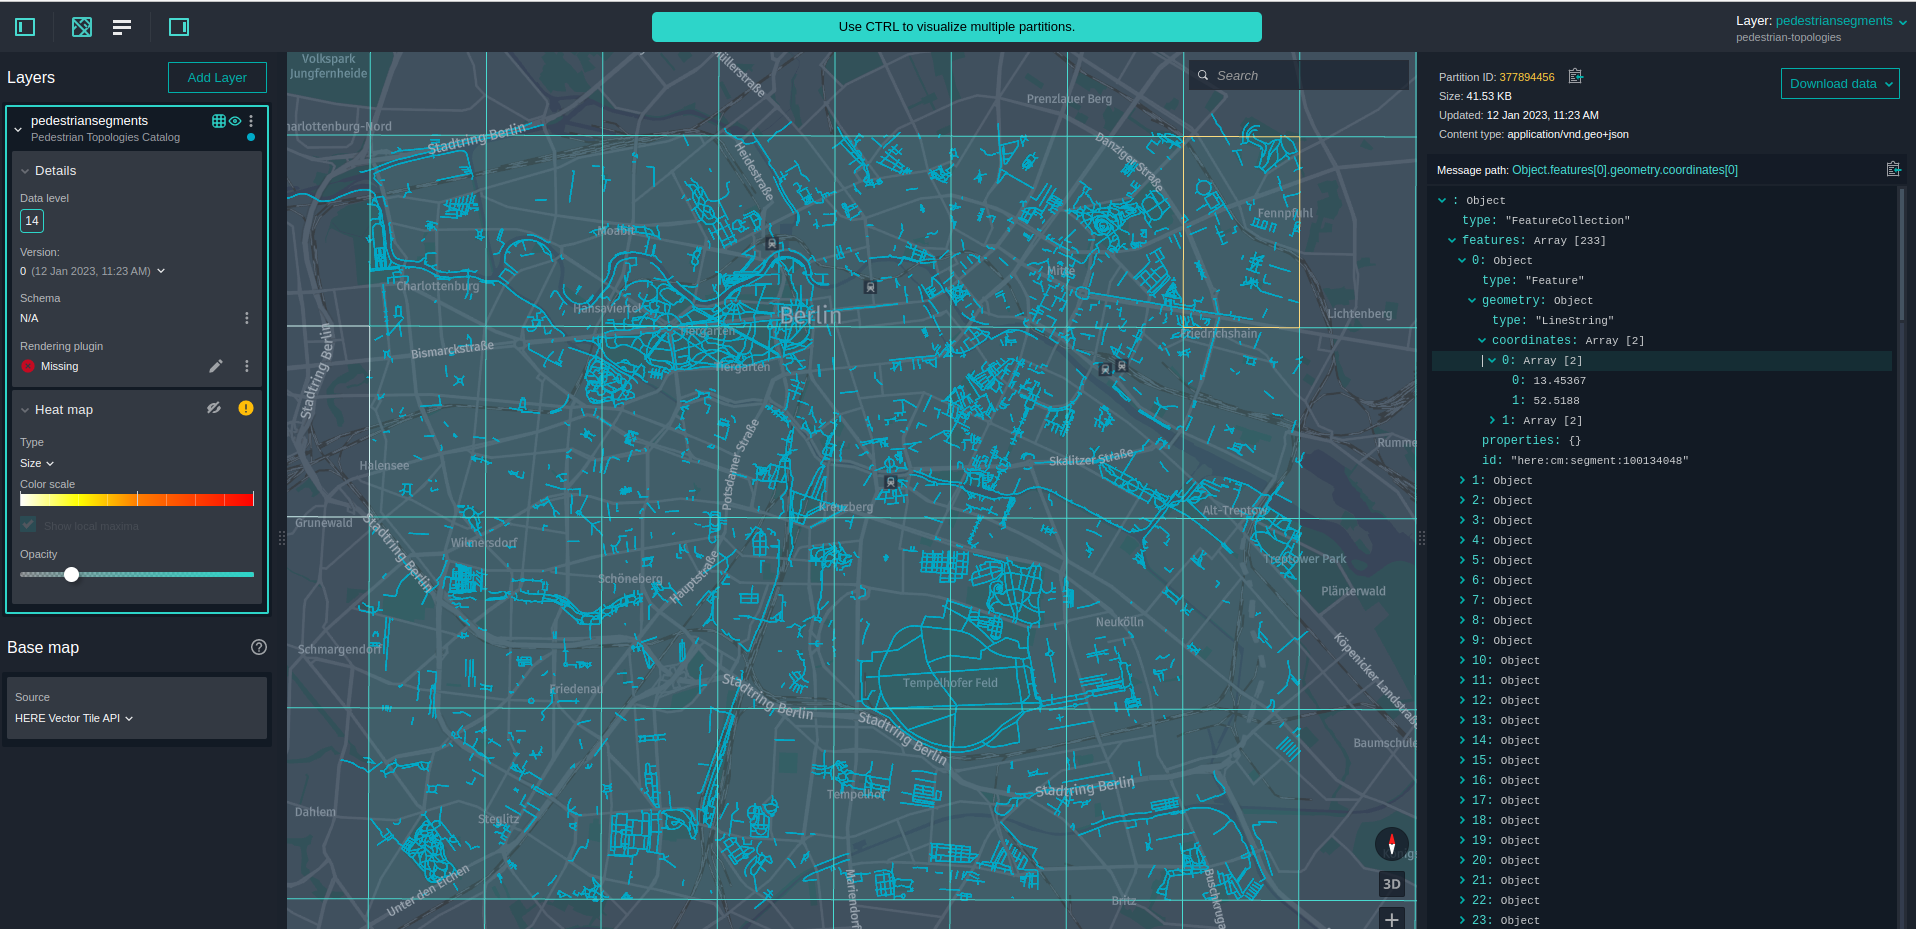 Use CTRL to visualize multiple partitions.
Layer: pedestriansegments
pedestrian-topologies
Layers
Add Layer
pedestriansegments
Pedestrian Topologies Catalog
Details
Data level
14
Version:
0 (12 Jan 2023, 11:23 AM)
Schema
N/A
Rendering plugin
Missing
Heat map
Type
Size
Color scale
Show local maxima
Opacity
Base map
Source
HERE Vector Tile API
Search
Volkspark
Jungfernheide
Prenzlauer Berg
Stadtring Berlin
Heidestraße
Danziger Straße
Fennpfuhl
Moabit
Mitte
Charlottenburg
Hansaviertel
Berlin
Lichtenberg
Tiergarten
Friedrichshain
Bismarckstraße
Tiergarten
Stadtring Berlin
Potsdamer Straße
Rumme
Halensee
Skalitzer Straße
Kreuzberg
Alt-Treptow
Grunewald
Stadtring Berlin
Wilmersdorf
Treptower Park
Schöneberg
Hauptstraße
Plänterwald
Neukölln
Schmargendorf
Köpenicker Landstraße
Friedenau
Tempelhofer Feld
Stadtring Berlin
Stadtring Berlin
Baumschule
Tempelhof
Stadtring Berlin
Dahlem
Steglitz
Unter den Eichen
Mariendorf
Buschkruga
3D
Partition ID: 377894456
Size: 41.53 KB
Updated: 12 Jan 2023, 11:23 AM
Content type: application/vnd.geo+json
Download data
Message path: Object.features[0].geometry.coordinates[0]
: Object
type: "FeatureCollection"
features: Array [233]
0: Object
type: "Feature"
geometry: Object
type: "LineString"
coordinates: Array [2]
0: Array [2]
0: 13.45367
1: 52.5188
1: Array [2]
properties: {}
id: "here:cm:segment:100134048"
1: Object
2: Object
3: Object
4: Object
5: Object
6: Object
7: Object
8: Object
9: Object
10: Object
11: Object
12: Object
13: Object
14: Object
15: Object
16: Object
17: Object
18: Object
19: Object
20: Object
21: Object
22: Object
23: Object